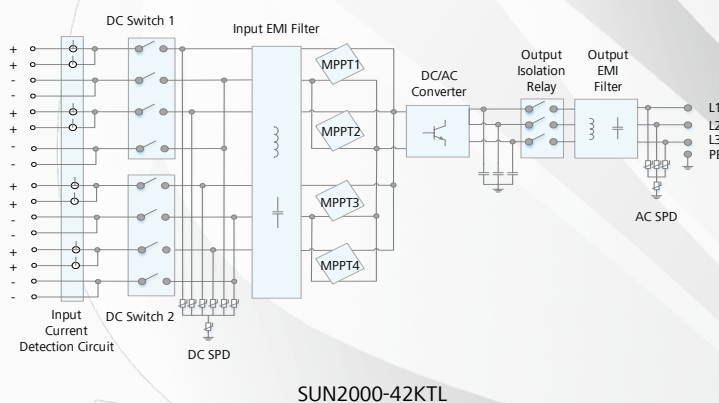 DC Switch 1
Input EMI Filter
+
+
-
-
+
+
-
-
+
+
-
-
+
+
-
-
MPPT1
MPPT2
MPPT3
MPPT4
DC/AC
Converter
Output
Isolation
Relay
Output
EMI
Filter
L1
L2
L3
PE
AC SPD
Input
Current
Detection Circuit
DC Switch 2
DC SPD
SUN2000-42KTL